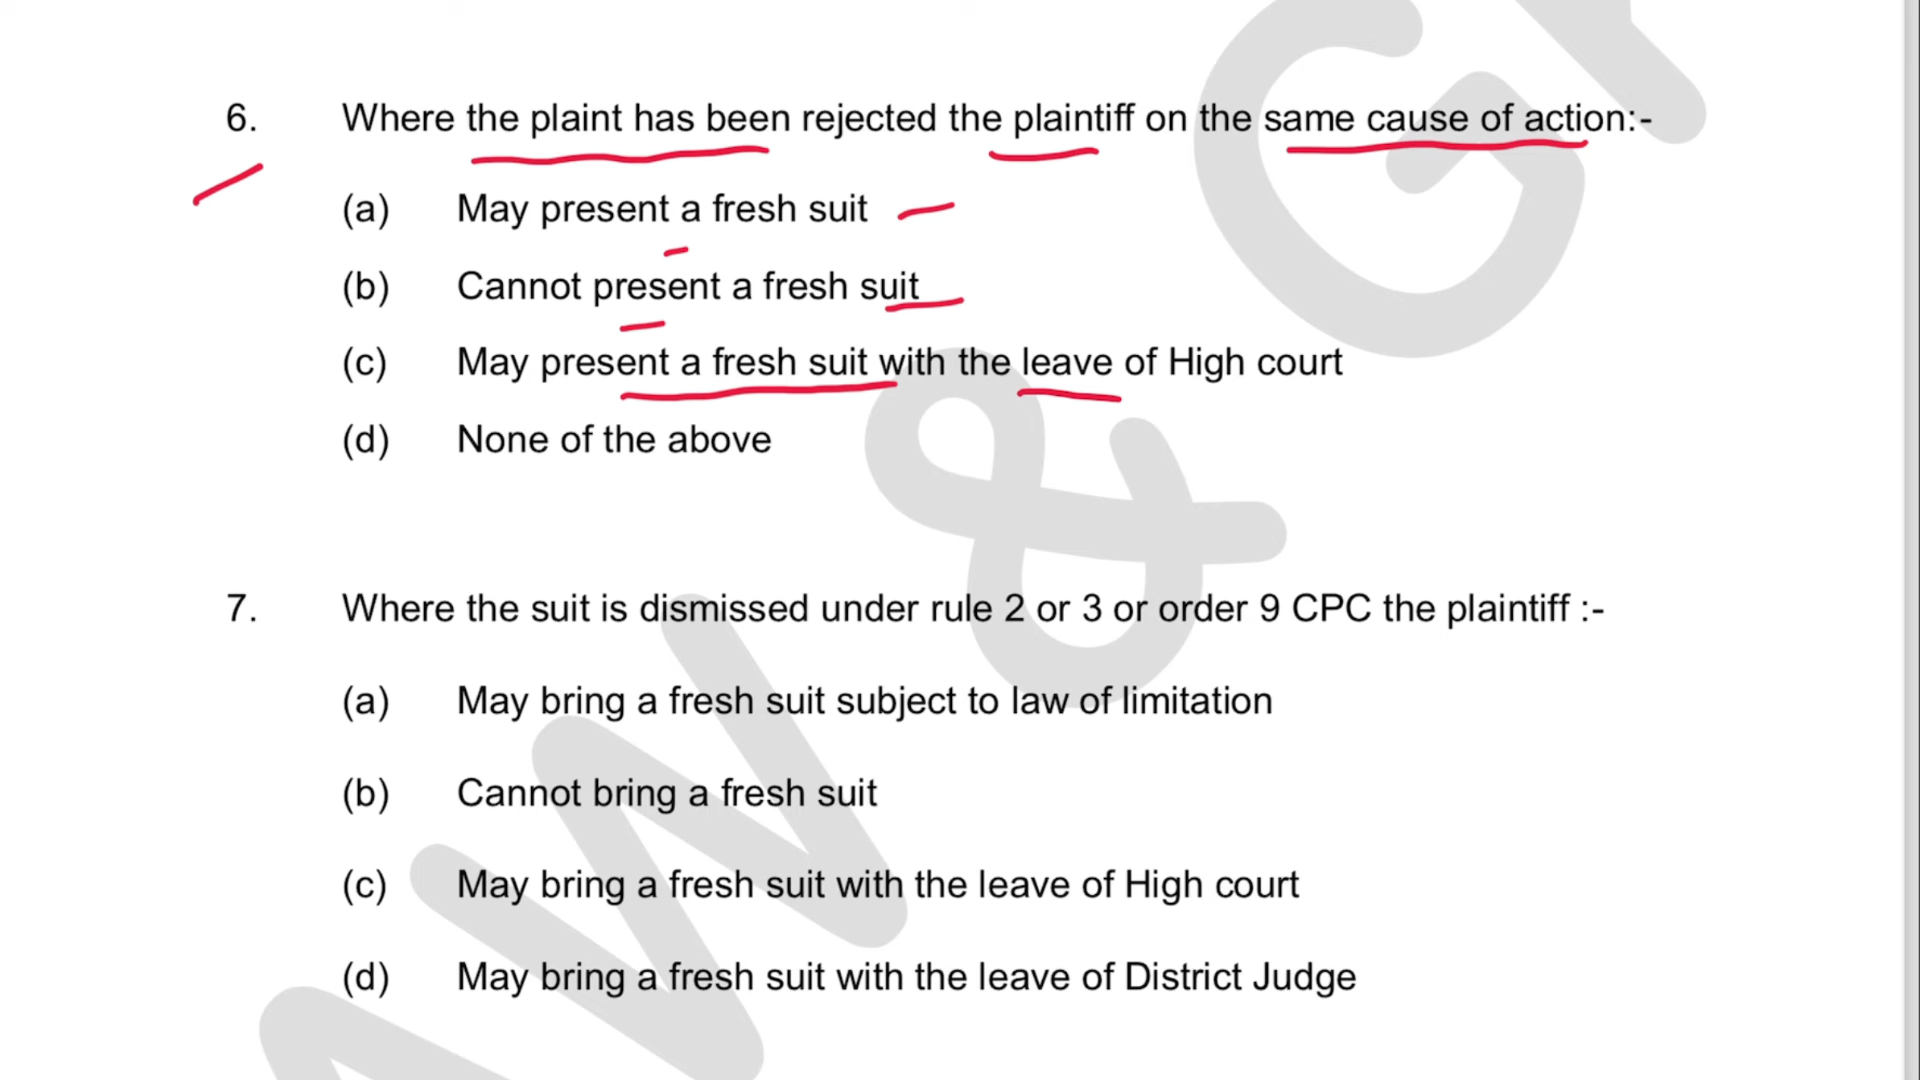 6. Where the plaint has been rejected the plaintiff on the same cause of action:-
(a) May present a fresh suit
(b) Cannot present a fresh suit
(c) May present a fresh suit with the leave of High court
(d) None of the above
7. Where the suit is dismissed under rule 2 or 3 or order 9 CPC the plaintiff :-
(a) May bring a fresh suit subject to law of limitation
(b) Cannot bring a fresh suit
(c) May bring a fresh suit with the leave of High court
(d) May bring a fresh suit with the leave of District Judge
W & G